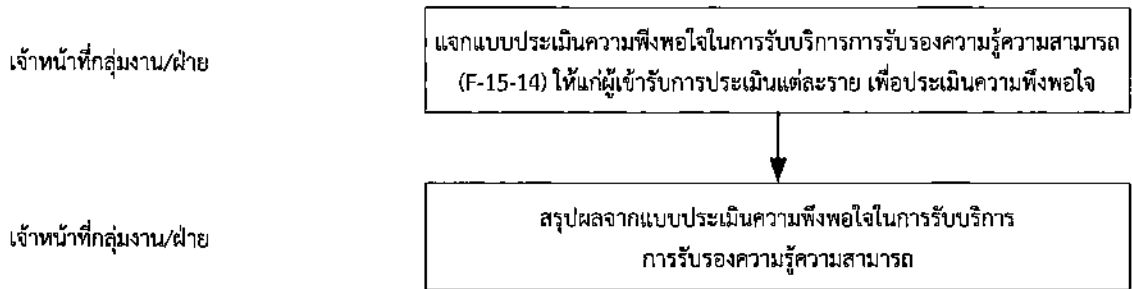 เจ้าหน้าที่กลุ่มงาน/ฝ่าย
แจกแบบประเมินความพึงพอใจในการรับบริการการรับรองความรู้ความสามารถ
(F-15-14) ให้แก่ผู้เข้ารับการประเมินแต่ละราย เพื่อประเมินความพึงพอใจ
เจ้าหน้าที่กลุ่มงาน/ฝ่าย
สรุปผลจากแบบประเมินความพึงพอใจในการรับบริการ
การรับรองความรู้ความสามารถ